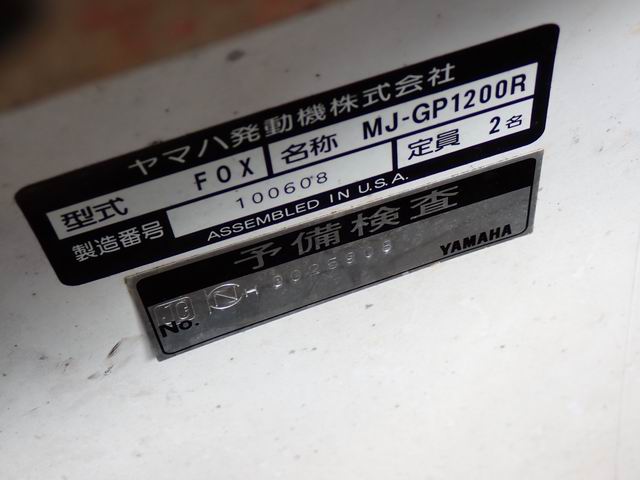 ヤマハ発動機株式会社
型式 FOX 名称 MJ-GP1200R
製造番号 100608 定員 2名
ASSEMBLED IN U.S.A.
予備検査
No. YAMAHA